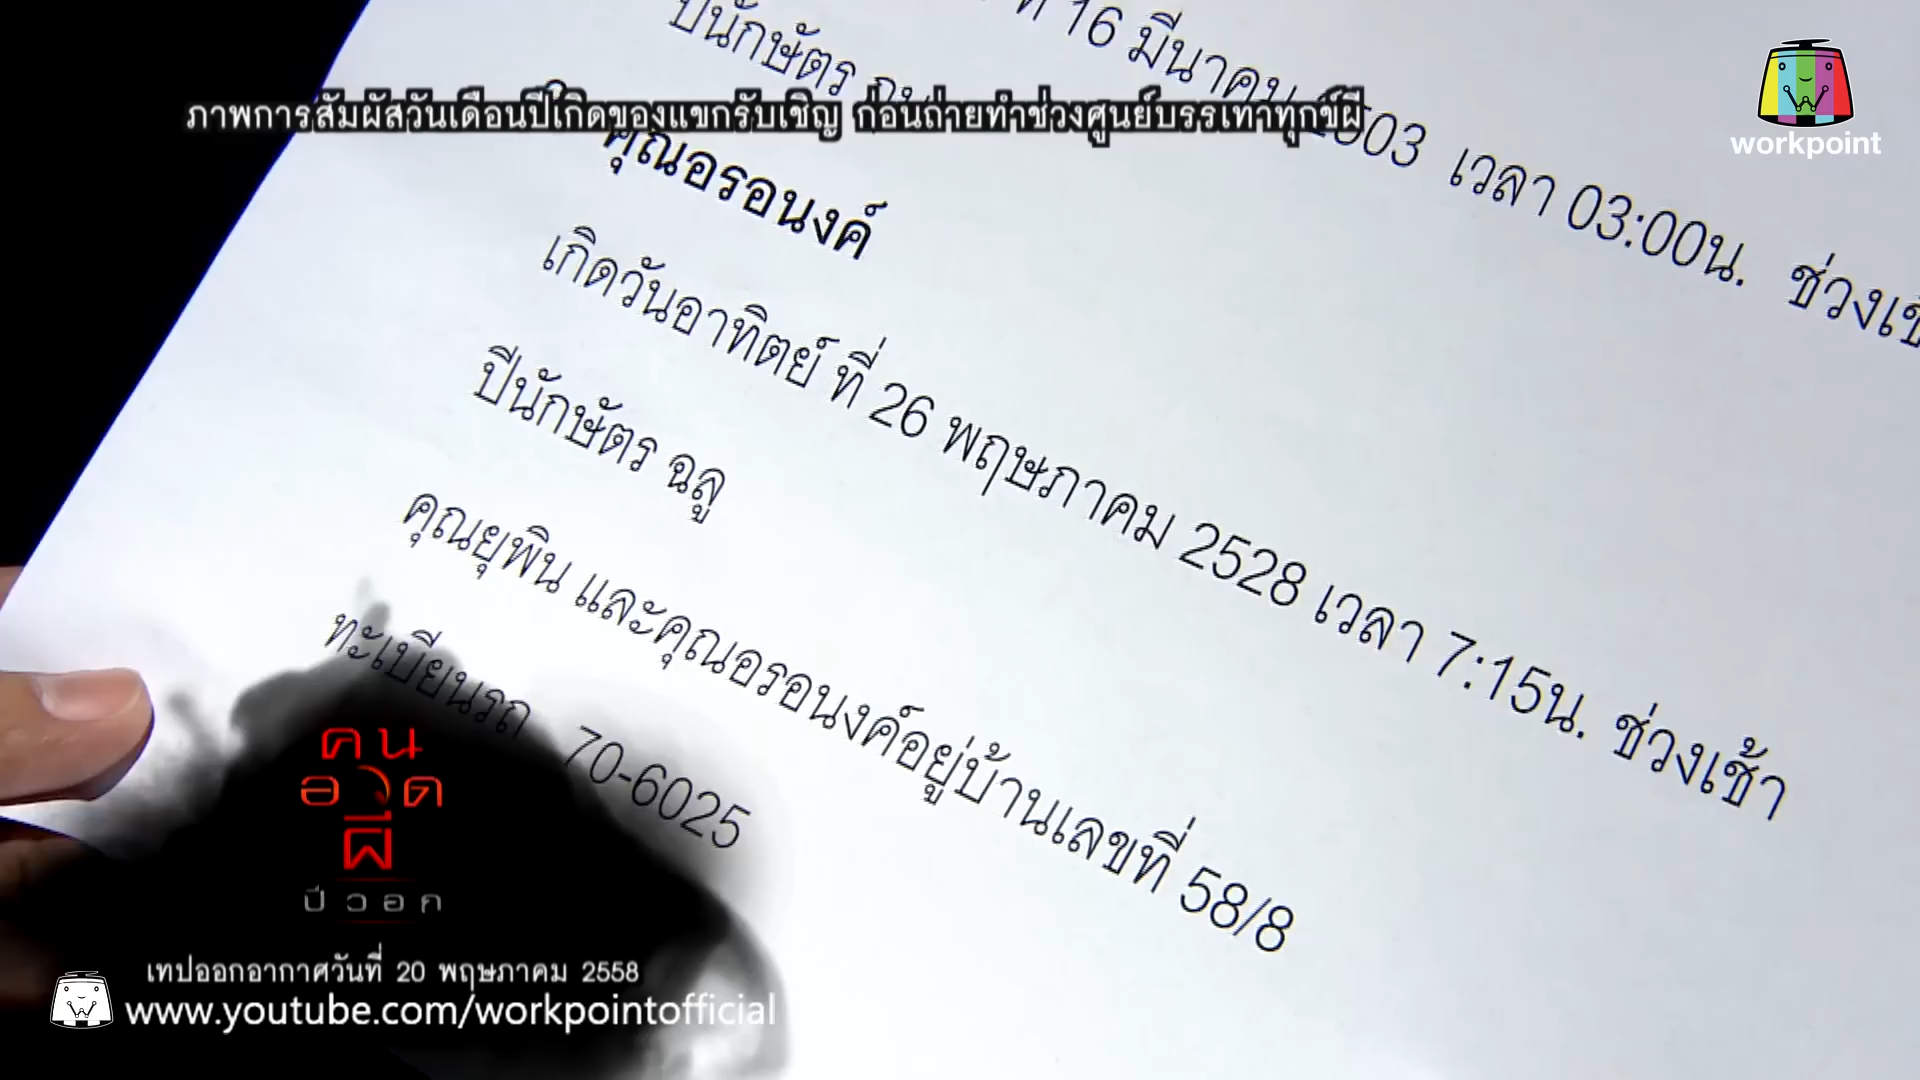 ที่ 16 มีนาคม 2503 เวลา 03:00น. ช่วงเช้า
ปีนักษัตร
ภาพการสัมผัสวันเดือนปีเกิดของแขกรับเชิญ ก่อนถ่ายทำช่วงศูนย์บรรเทาทุกข์ผี
workpoint
คุณอรอนงค์
เกิดวันอาทิตย์ ที่ 26 พฤษภาคม 2528 เวลา 7:15น. ช่วงเช้า
ปีนักษัตร ฉลู
คุณยุพิน และคุณอรอนงค์อยู่บ้านเลขที่ 58/8
ทะเบียนรถ 70-6025
คน
อวด
ผี
ปีวอก
เทปออกอากาศวันที่ 20 พฤษภาคม 2558
www.youtube.com/workpointofficial